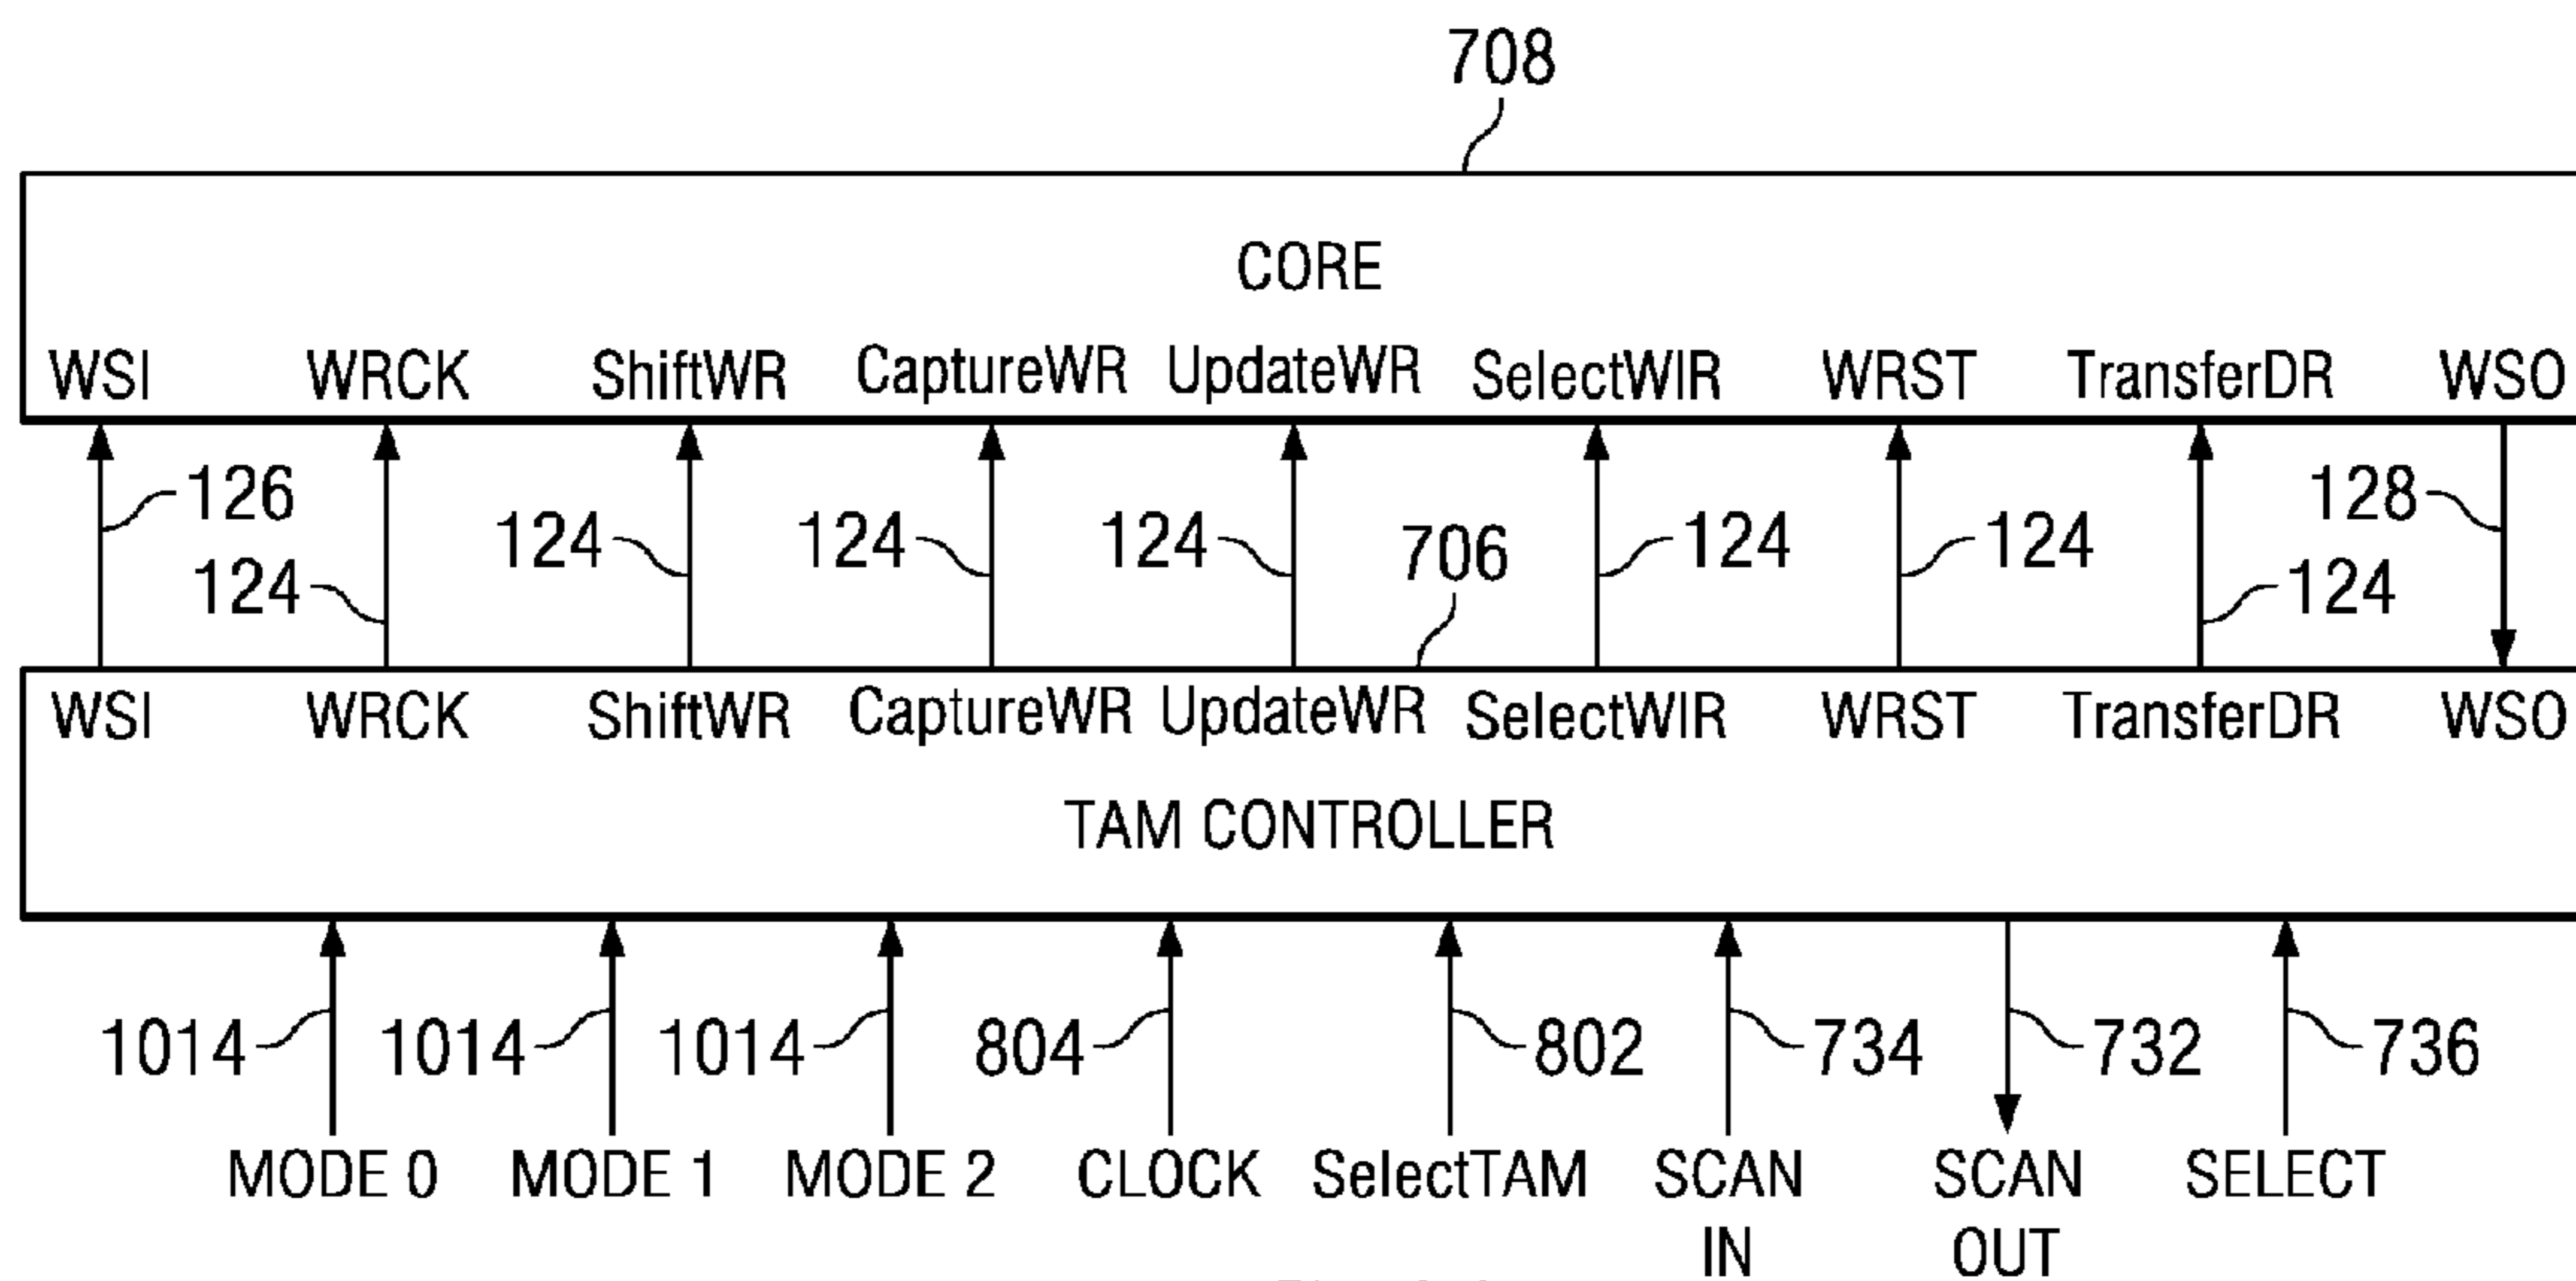 708
CORE
WSI WRCK ShiftWR CaptureWR UpdateWR SelectWIR WRST TransferDR WSO
126 128
124 124 124 124 706 124 124 124
WSI WRCK ShiftWR CaptureWR UpdateWR SelectWIR WRST TransferDR WSO
TAM CONTROLLER
1014 1014 1014 804 802 734 732 736
MODE 0 MODE 1 MODE 2 CLOCK SelectTAM SCAN SCAN SELECT
IN OUT